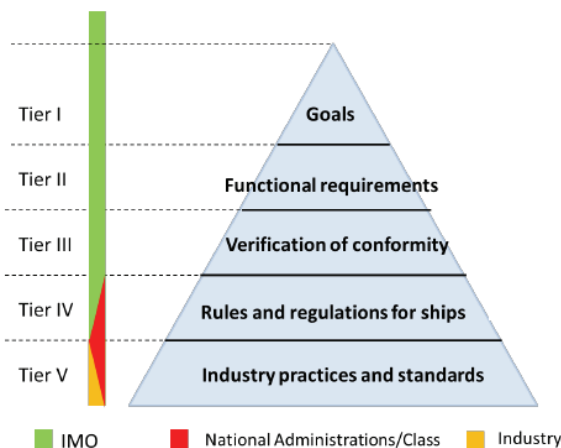 Tier I
Goals
Tier II
Functional requirements
Tier III
Verification of conformity
Tier IV
Rules and regulations for ships
Tier V
Industry practices and standards
IMO
National Administrations/Class
Industry